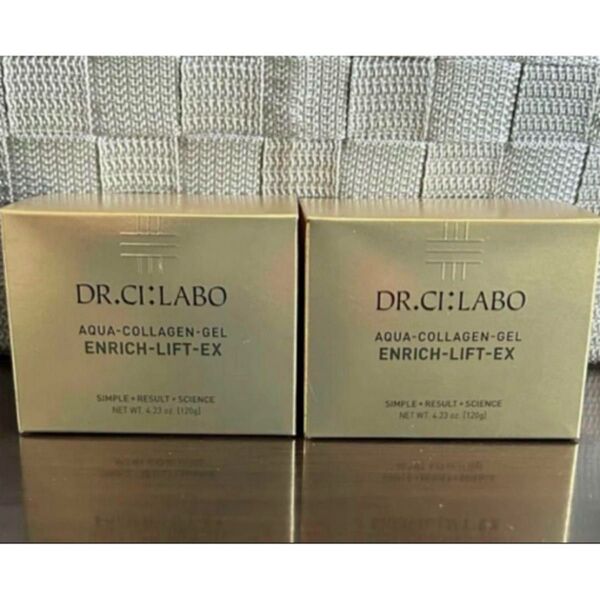 DR.CI:LABO
AQUA-COLLAGEN-GEL
ENRICH-LIFT-EX
SIMPLE + RESULT + SCIENCE
NET WT. 4.23 oz. [120g]
DR.CI:LABO
AQUA-COLLAGEN-GEL
ENRICH-LIFT-EX
SIMPLE + RESULT + SCIENCE
NET WT. 4.23 oz. [120g]